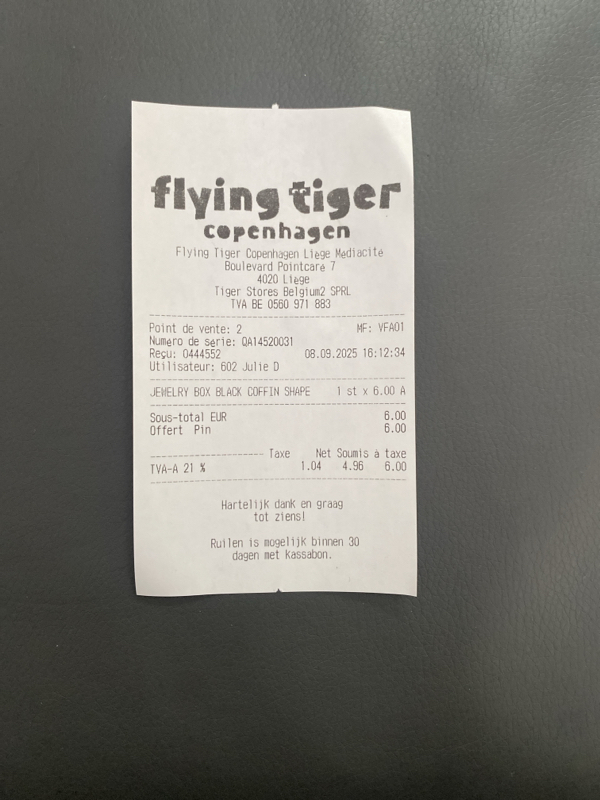 flying tiger
copenhagen
Flying Tiger Copenhagen Liege Mediacite
Boulevard Pointcaré 7
4020 Liege
Tiger Stores Belgium2 SPRL
TVA BE 0560 971 883
Point de vente: 2 MF: VFA01
Numéro de série: QA14520031
Reçu: 0444552 08.09.2025 16:12:34
Utilisateur: 602 Julie D
JEWELRY BOX BLACK COFFIN SHAPE 1 st x 6.00 A
Sous-total EUR 6.00
Offert Pin 6.00
Taxe Net Soumis à taxe
TVA-A 21 % 1.04 4.96 6.00
Hartelijk dank en graag
tot ziens!
Ruilen is mogelijk binnen 30
dagen met kassabon.